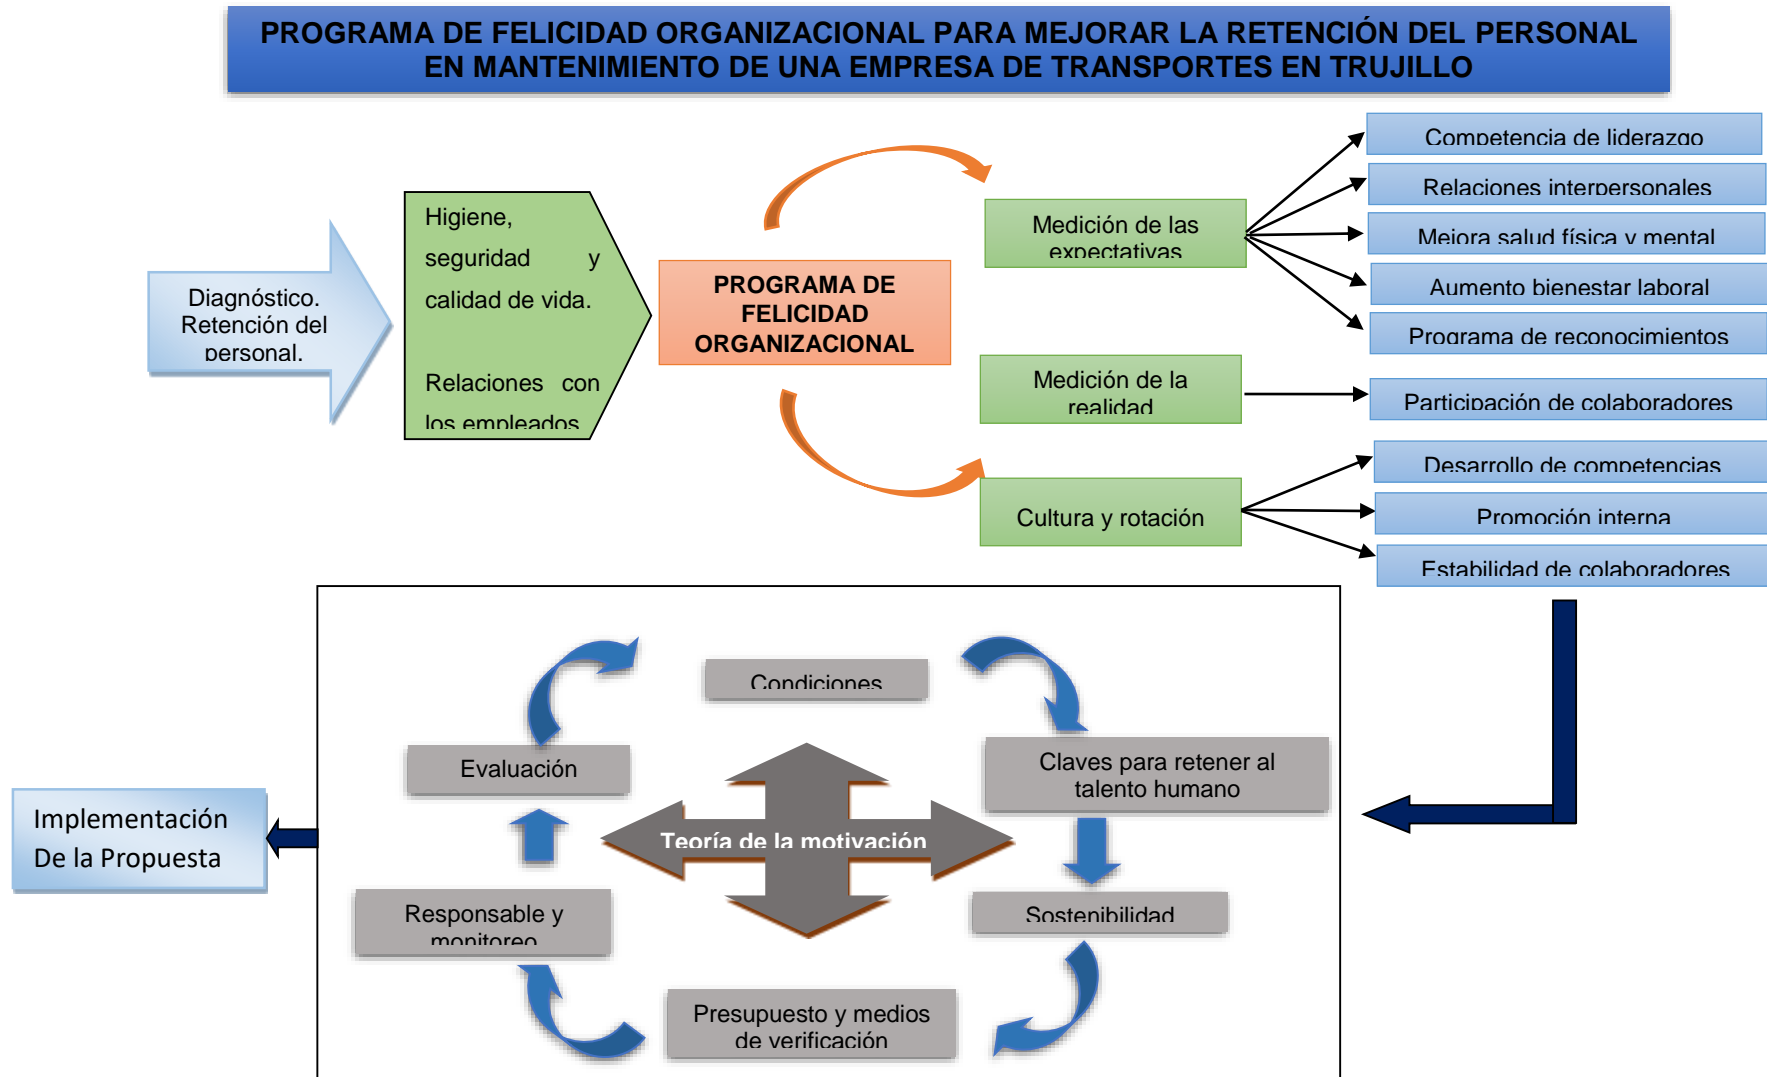 PROGRAMA DE FELICIDAD ORGANIZACIONAL PARA MEJORAR LA RETENCIÓN DEL PERSONAL
EN MANTENIMIENTO DE UNA EMPRESA DE TRANSPORTES EN TRUJILLO
Diagnóstico.
Retención del
personal.
Higiene,
seguridad y
calidad de vida.
Relaciones con
los empleados
PROGRAMA DE
FELICIDAD
ORGANIZACIONAL
Medición de las
expectativas
Competencia de liderazgo
Relaciones interpersonales
Mejora salud física y mental
Aumento bienestar laboral
Programa de reconocimientos
Medición de la
realidad
Participación de colaboradores
Cultura y rotación
Desarrollo de competencias
Promoción interna
Estabilidad de colaboradores
Condiciones
Claves para retener al
talento humano
Sostenibilidad
Presupuesto y medios
de verificación
Responsable y
monitoreo
Evaluación
Teoría de la motivación
Implementación
De la Propuesta